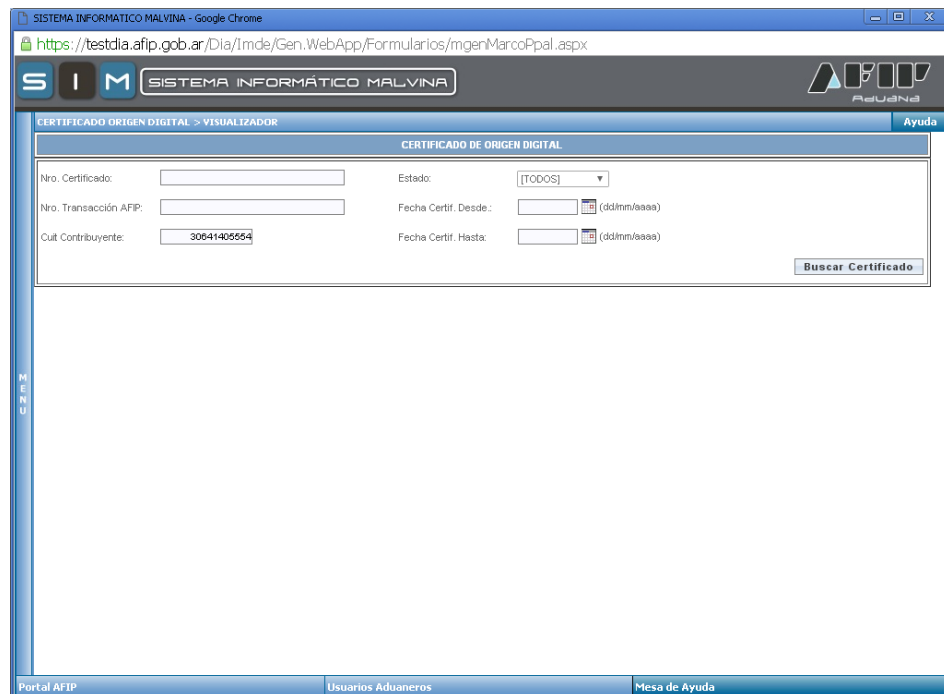 SISTEMA INFORMATICO MALVINA - Google Chrome
https://testdia.afip.gob.ar/Dia/Imde/Gen.WebApp/Formularios/mgenMarcoPpal.aspx
S I M SISTEMA INFORMÁTICO MALVINA AFIP
ADUANA
CERTIFICADO ORIGEN DIGITAL > VISUALIZADOR Ayuda
CERTIFICADO DE ORIGEN DIGITAL
Nro. Certificado: Estado: [TODOS]
Nro. Transacción AFIP: Fecha Certif. Desde.: (dd/mm/aaaa)
Cuit Contribuyente: 30641405554 Fecha Certif. Hasta: (dd/mm/aaaa)
Buscar Certificado
MENU
Portal AFIP Usuarios Aduaneros Mesa de Ayuda